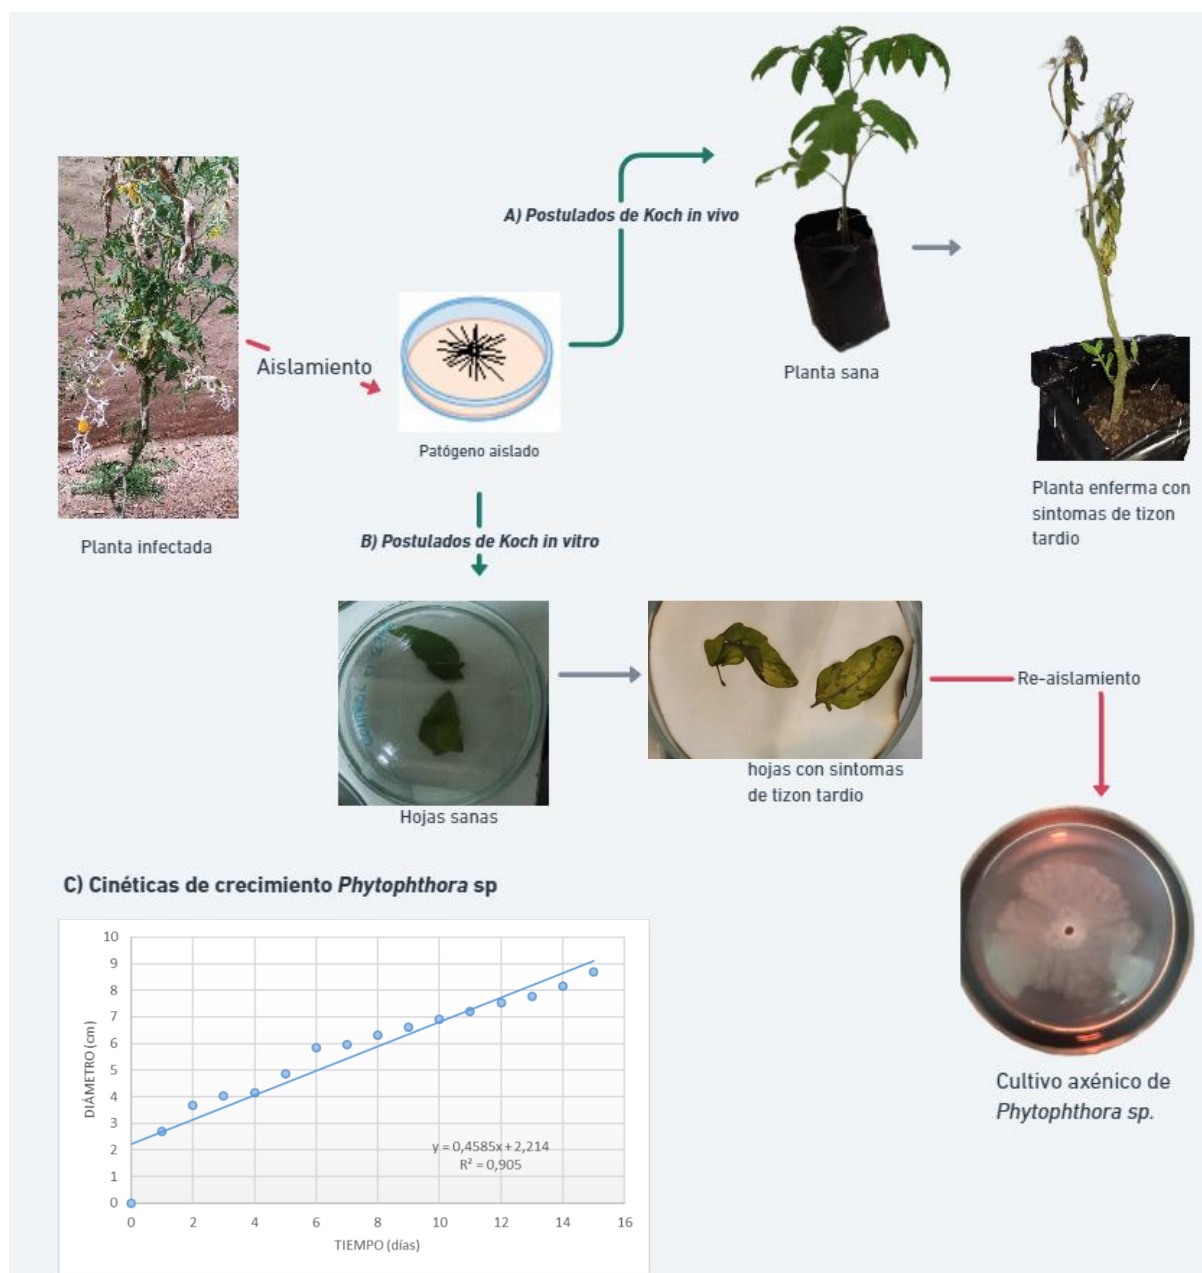 A) Postulados de Koch in vivo
Aislamiento
Planta sana
Patógeno aislado
Planta infectada
Planta enferma con
sintomas de tizon
tardio
B) Postulados de Koch in vitro
Re-aislamiento
hojas con sintomas
de tizon tardio
Hojas sanas
C) Cinéticas de crecimiento Phytophthora sp
Cultivo axénico de
Phytophthora sp.
10
9
8
7
6
5
4
3
2
1
0
DIÁMETRO (cm)
y = 0,4585x + 2,214
R² = 0,905
0 2 4 6 8 10 12 14 16
TIEMPO (días)